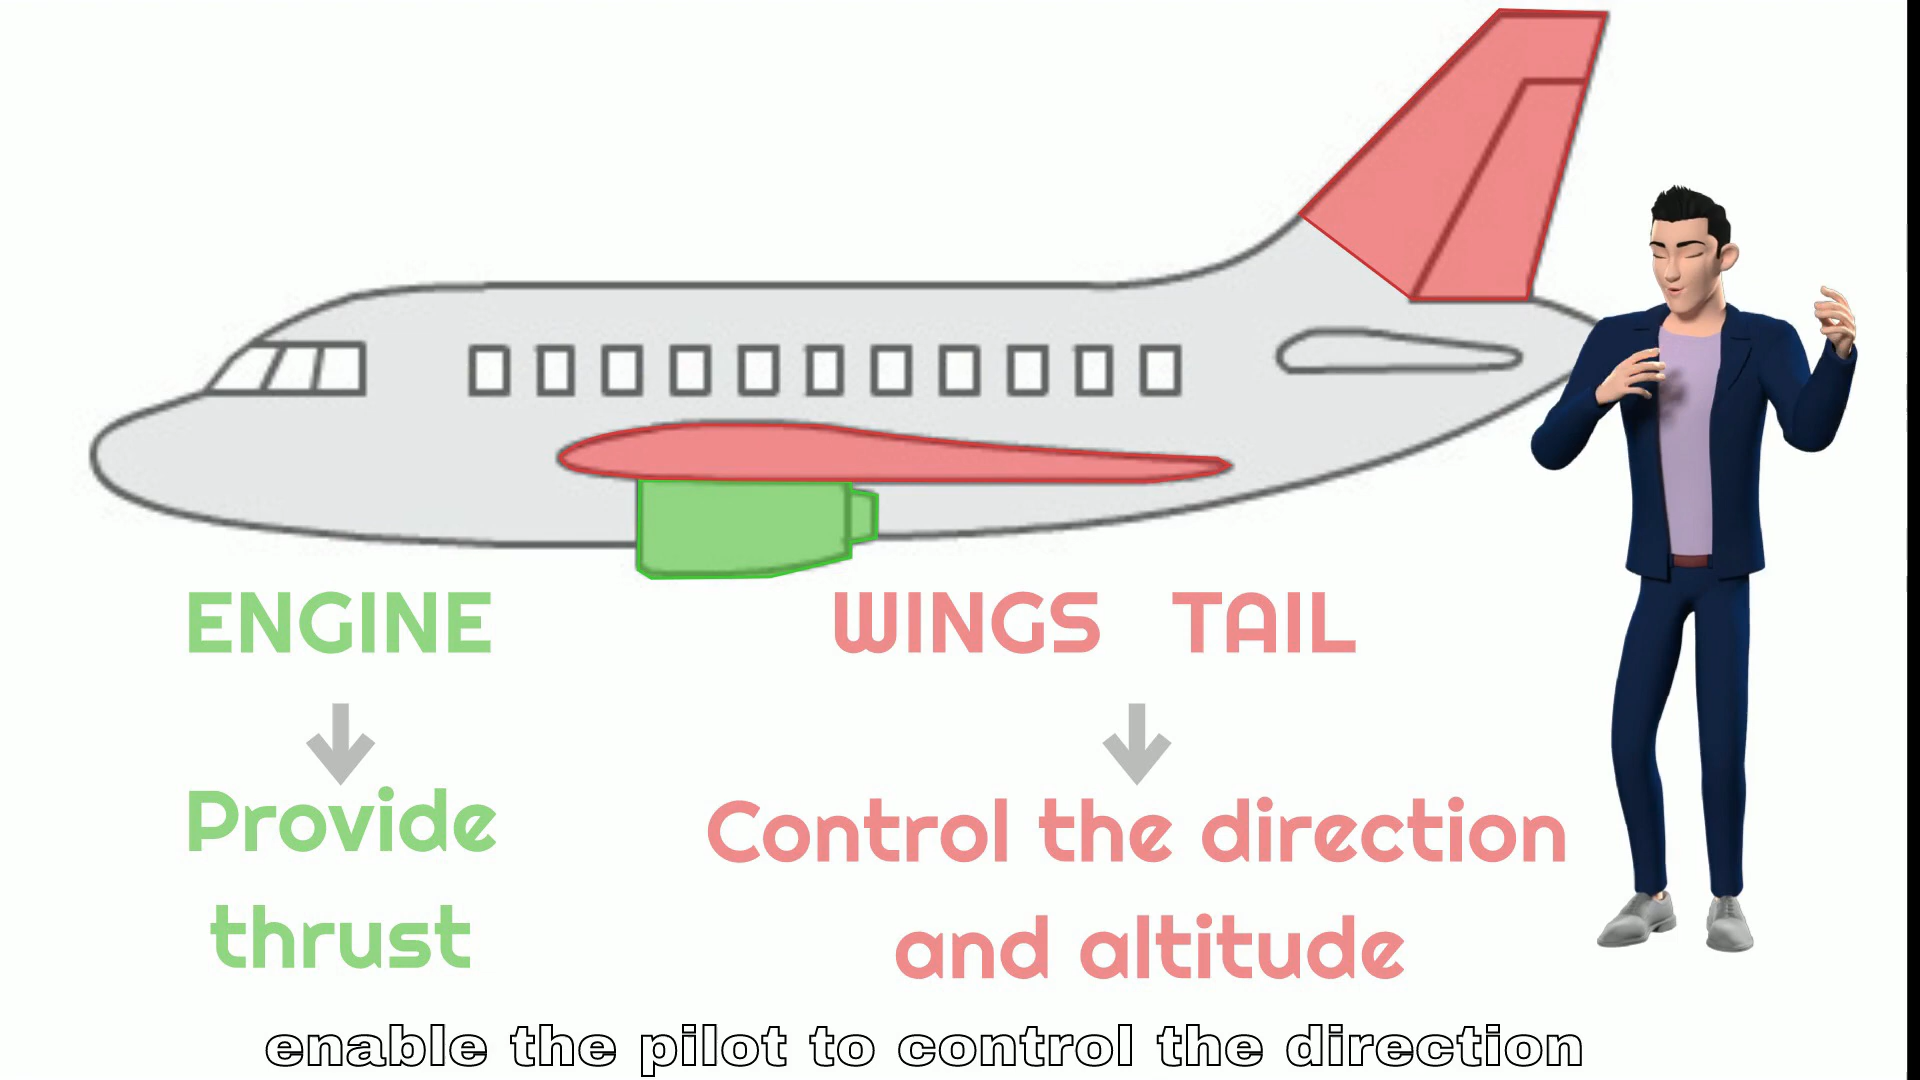 ENGINE
WINGS TAIL
Provide
thrust
Control the direction
and altitude
enable the pilot to control the direction